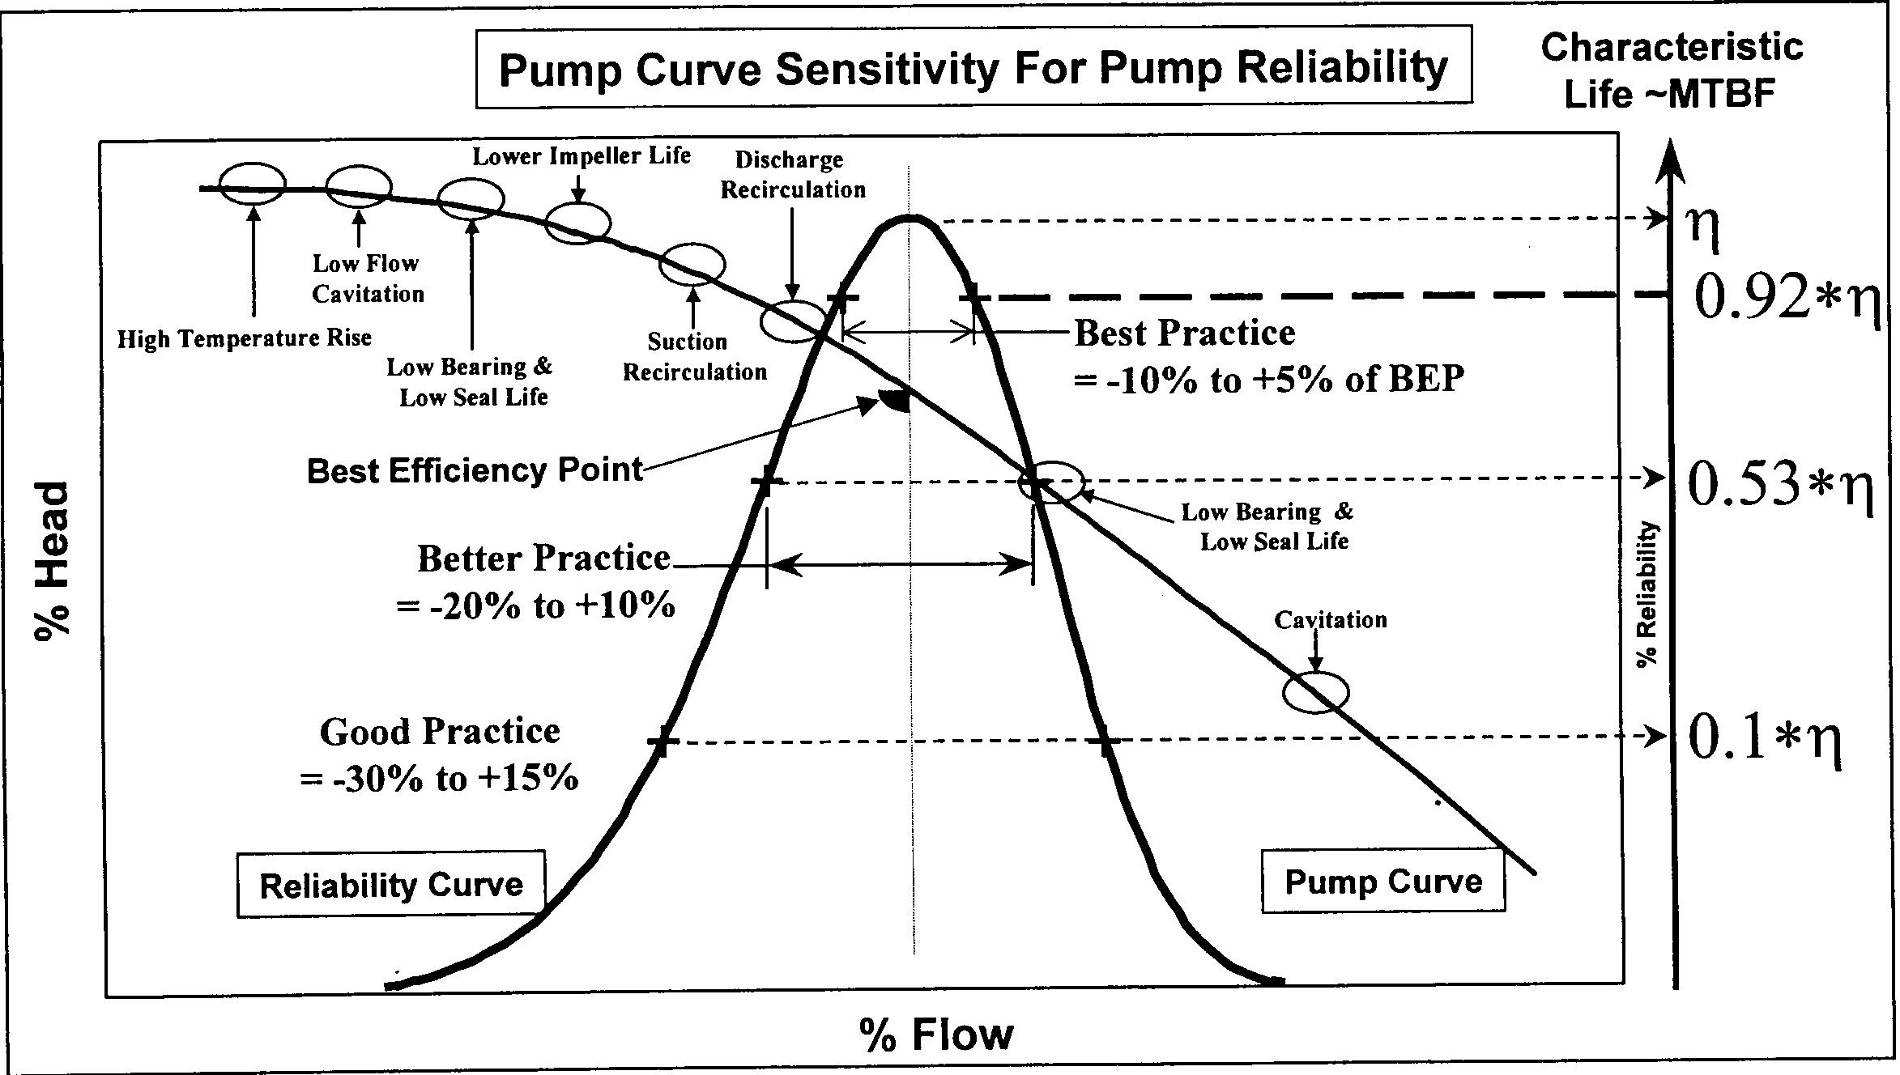 Pump Curve Sensitivity For Pump Reliability
Characteristic
Life ~MTBF
Lower Impeller Life
Discharge
Recirculation
Low Flow
Cavitation
High Temperature Rise
Low Bearing &
Low Seal Life
Suction
Recirculation
η
0.92*η
Best Practice
= -10% to +5% of BEP
Best Efficiency Point
0.53*η
Low Bearing &
Low Seal Life
% Head
Better Practice
= -20% to +10%
% Reliability
Cavitation
Good Practice
= -30% to +15%
0.1*η
Reliability Curve
Pump Curve
% Flow